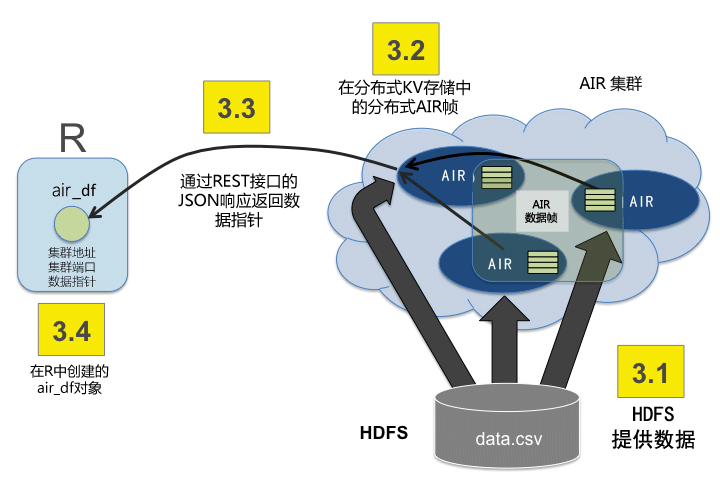 3.2
在分布式KV存储中
的分布式AIR帧
AIR 集群
3.3
R
通过REST接口的
JSON响应返回数
据指针
air_df
集群地址
集群端口
数据指针
AIR
AIR
数据帧
AIR
AIR
3.4
在R中创建的
air_df对象
3.1
HDFS
提供数据
HDFS
data.csv